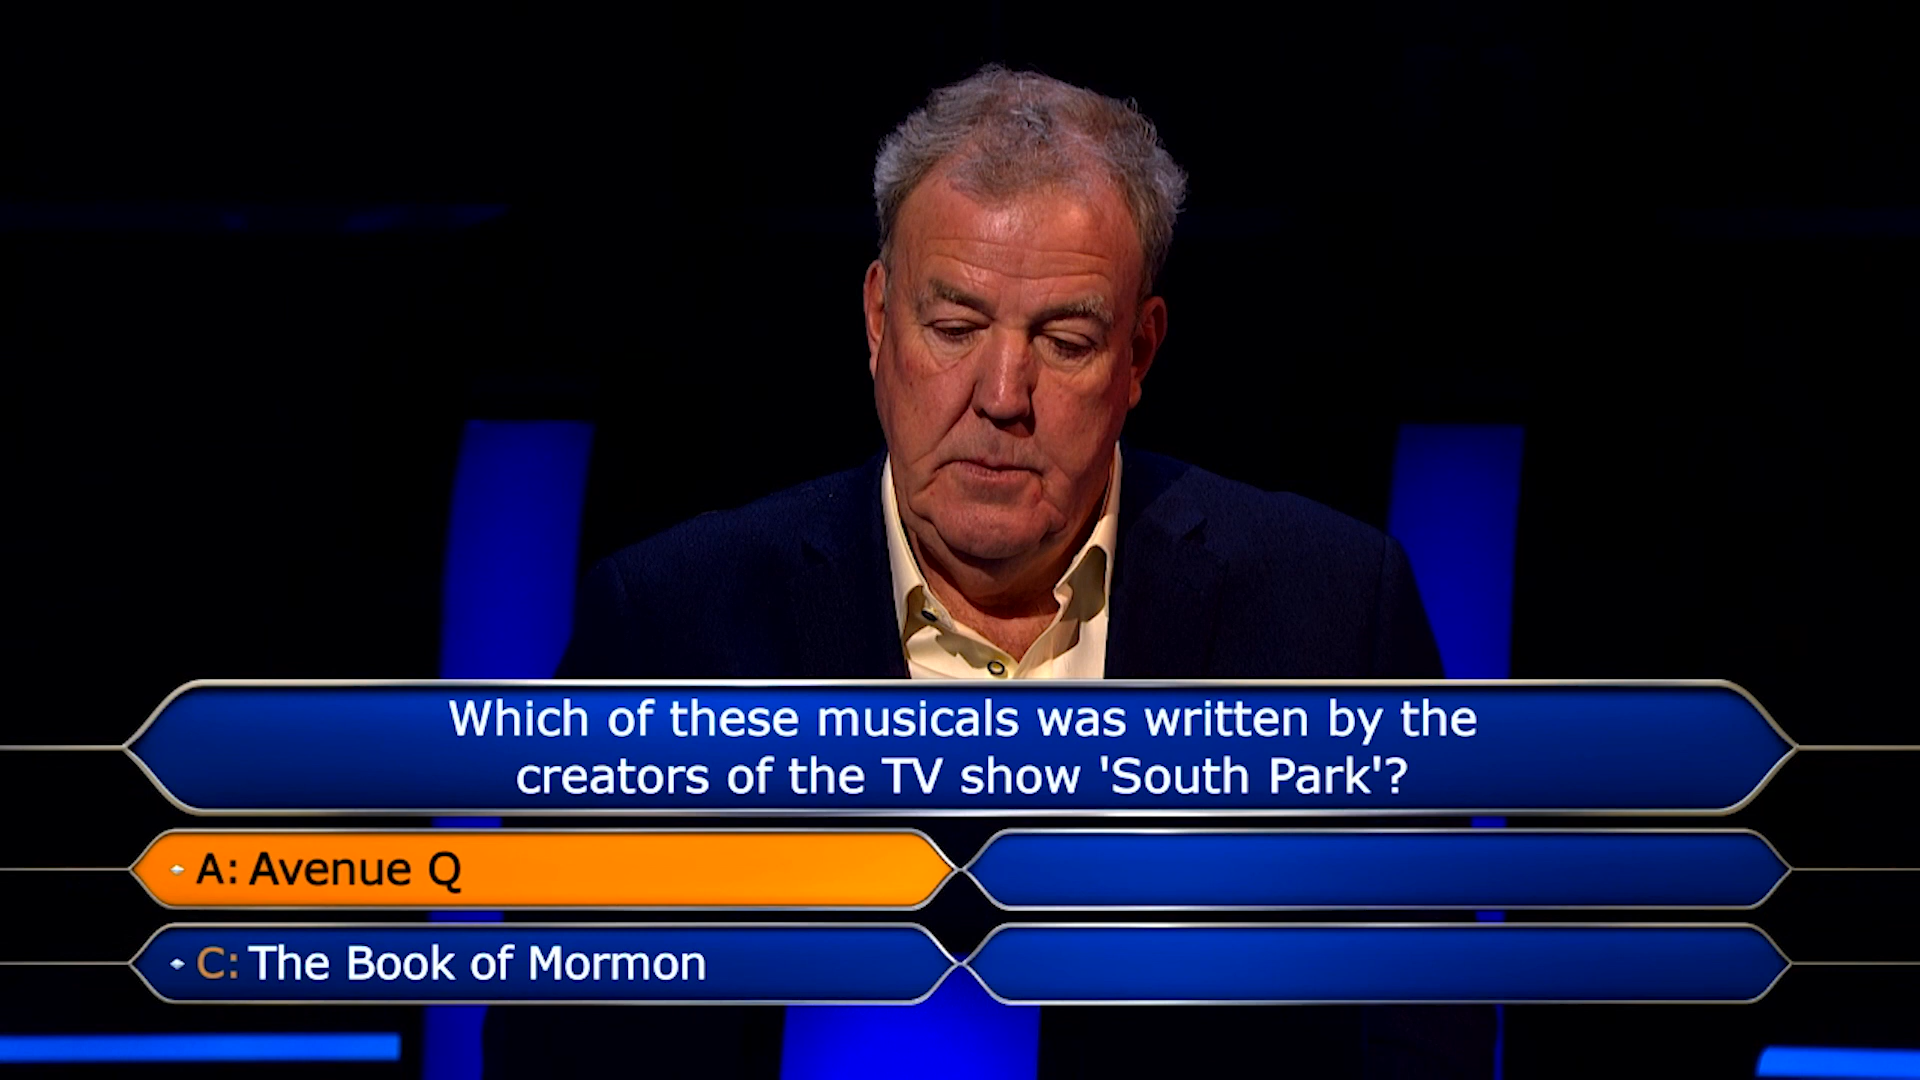 Which of these musicals was written by the
creators of the TV show 'South Park'?
A: Avenue Q
C: The Book of Mormon